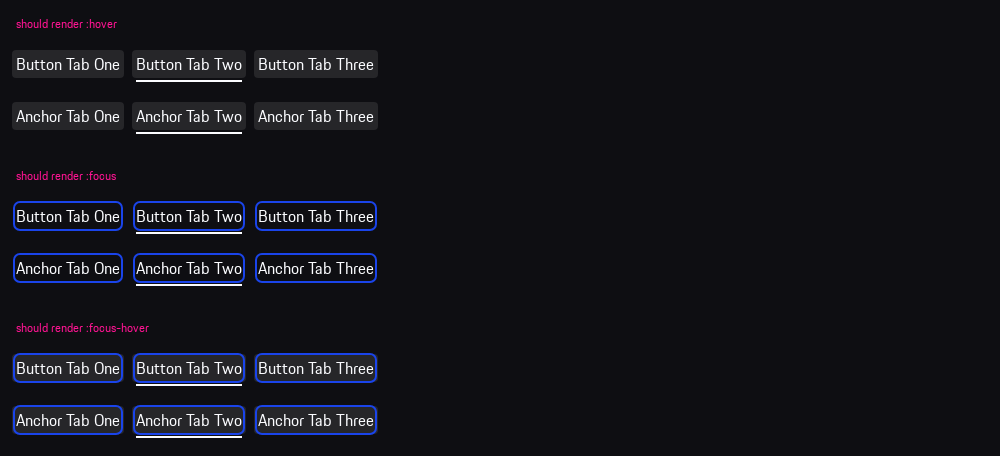 should render :hover
Button Tab One Button Tab Two Button Tab Three
Anchor Tab One Anchor Tab Two Anchor Tab Three
should render :focus
Button Tab One Button Tab Two Button Tab Three
Anchor Tab One Anchor Tab Two Anchor Tab Three
should render :focus-hover
Button Tab One Button Tab Two Button Tab Three
Anchor Tab One Anchor Tab Two Anchor Tab Three